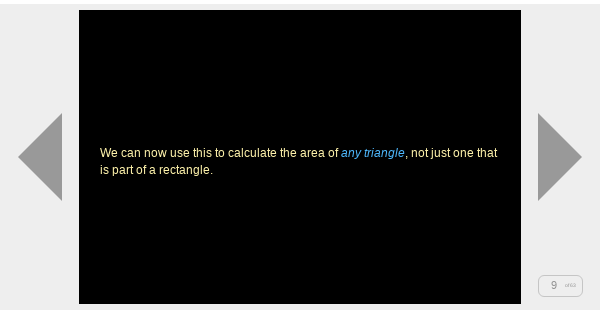 We can now use this to calculate the area of any triangle, not just one that
is part of a rectangle.
9